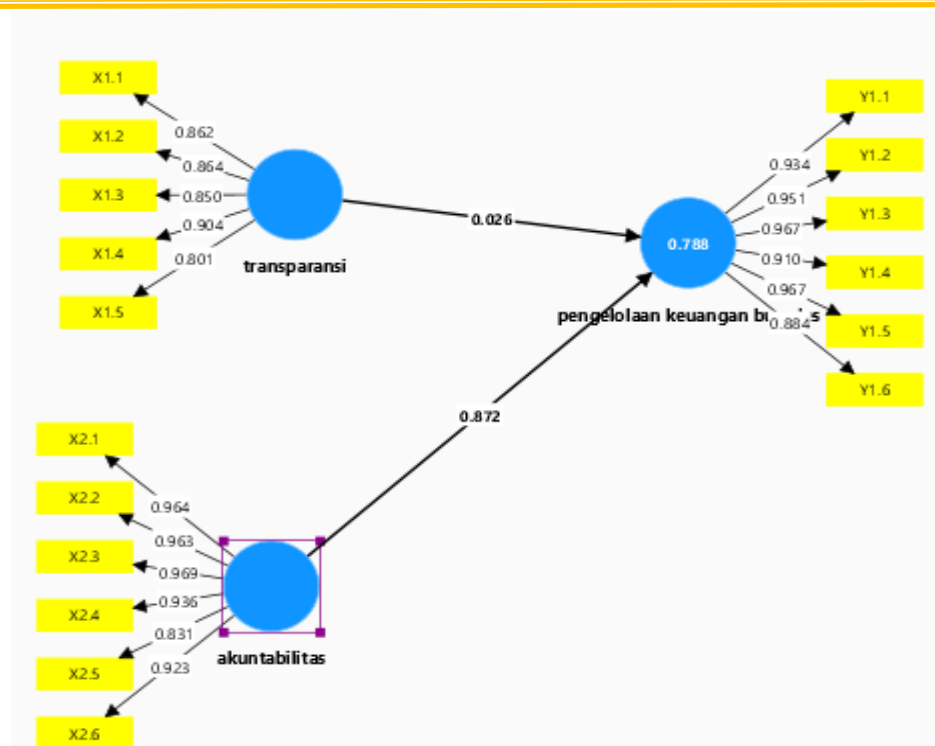 X1.1
X1.2
X1.3
X1.4
X1.5
0.862
0.864
0.850
0.904
0.801
transparansi
0.026
0.788
pengelolaan keuangan
Y1.1
Y1.2
Y1.3
Y1.4
Y1.5
Y1.6
0.934
0.951
0.967
0.910
0.967
0.884
0.872
X2.1
X2.2
X2.3
X2.4
X2.5
X2.6
0.964
0.963
0.969
0.936
0.831
0.923
akuntabilitas